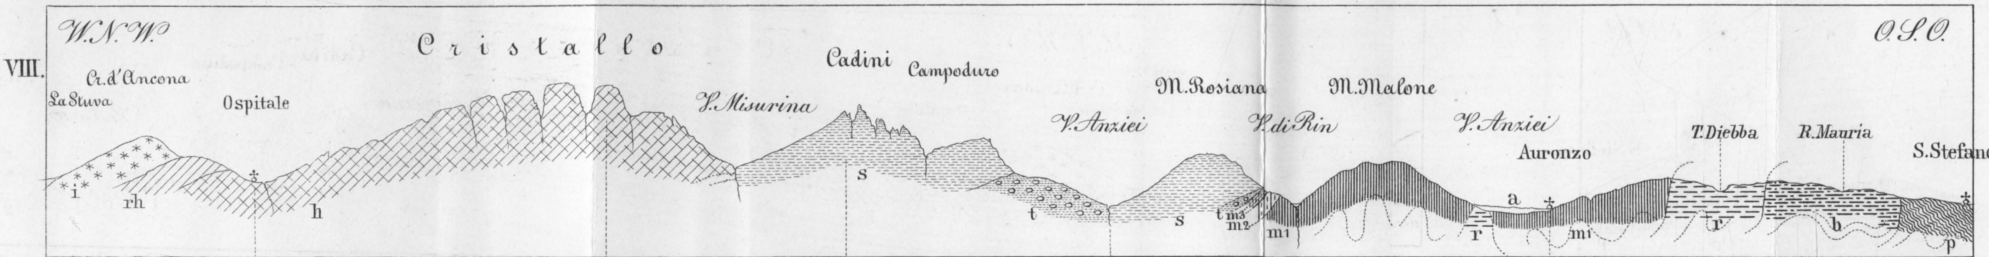 W.N.W.
O.S.O.
VIII.
Cristallo
Cr. d'Ancona
La Stuva
Ospitale
V. Misurina
Cadini
Campoduro
V. Anziei
M. Rosiana
V. di Rin
M. Malone
V. Anziei
Auronzo
T. Diebba
R. Mauria
S. Stefano
i
rh
h
s
t
s
t
m3
m2
m1
r
a
m1
r
b
p